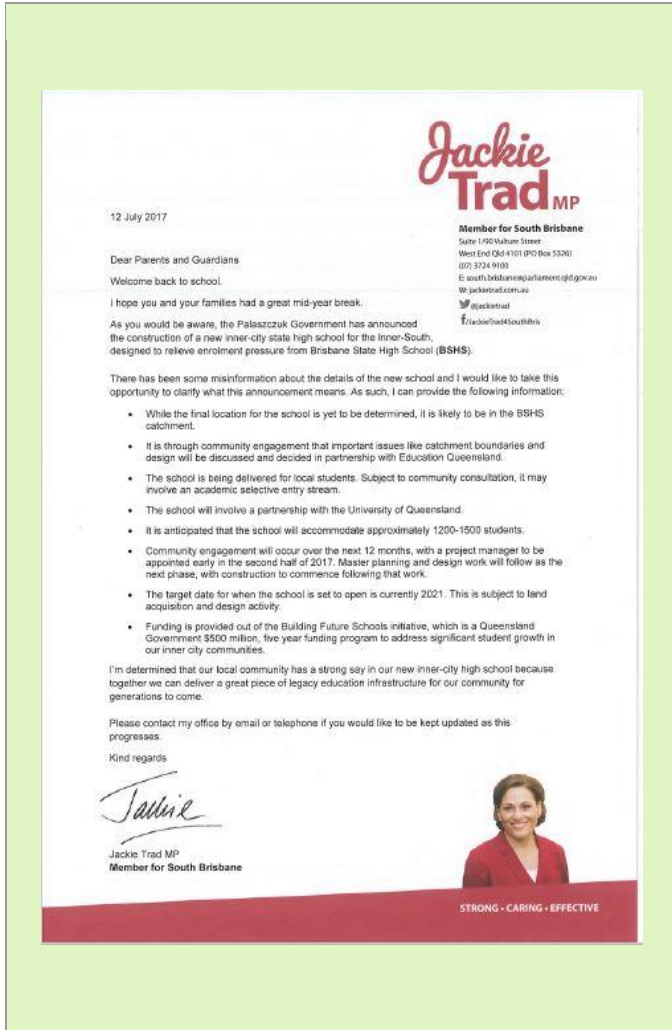 Jackie
Trad MP
12 July 2017
Member for South Brisbane
Suite 1/90 Vulture Street
West End Qld 4101 (PO Box 5326)
(07) 3724 9100
E: south.brisbane@parliament.qld.gov.au
W: jackietrad.com.au
@jackietrad
/JackieTrad4SouthBris
Dear Parents and Guardians
Welcome back to school.
I hope you and your families had a great mid-year break.
As you would be aware, the Palaszczuk Government has announced
the construction of a new inner-city state high school for the Inner-South,
designed to relieve enrolment pressure from Brisbane State High School (BSHS).
There has been some misinformation about the details of the new school and I would like to take this
opportunity to clarify what this announcement means. As such, I can provide the following information:
• While the final location for the school is yet to be determined, it is likely to be in the BSHS
catchment.
• It is through community engagement that important issues like catchment boundaries and
design will be discussed and decided in partnership with Education Queensland.
• The school is being delivered for local students. Subject to community consultation, it may
involve an academic selective entry stream.
• The school will involve a partnership with the University of Queensland.
• It is anticipated that the school will accommodate approximately 1200-1500 students.
• Community engagement will occur over the next 12 months, with a project manager to be
appointed early in the second half of 2017. Master planning and design work will follow as the
next phase, with construction to commence following that work.
• The target date for when the school is set to open is currently 2021. This is subject to land
acquisition and design activity.
• Funding is provided out of the Building Future Schools initiative, which is a Queensland
Government $500 million, five year funding program to address significant student growth in
our inner city communities.
I'm determined that our local community has a strong say in our new inner-city high school because
together we can deliver a great piece of legacy education infrastructure for our community for
generations to come.
Please contact my office by email or telephone if you would like to be kept updated as this
progresses.
Kind regards
Jackie
Jackie Trad MP
Member for South Brisbane
STRONG • CARING • EFFECTIVE